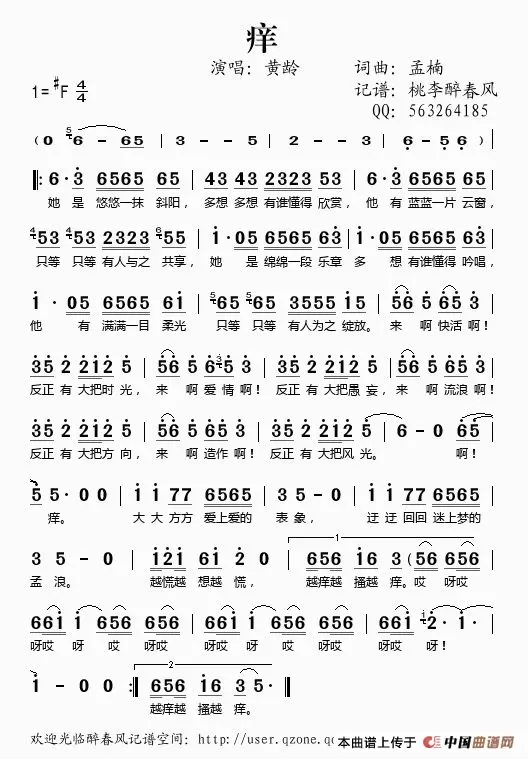 痒
演唱：黄龄 词曲：孟楠
1=#F 4/4 记谱：桃李醉春风
QQ: 563264185
(0 5 6 - 65 | 3 - - 5 | 2 - - 3 | 6 - 5 6 ) |
|: 6 · 3 6565 63 | 43 43 2323 53 | 6 · 3 6565 63 |
她 是 悠悠一抹 斜阳， 多想 多想 有谁懂得 欣赏， 他 有 蓝蓝一片 云窗，
4 53 4 53 2323 6 55 | 3 · 05 6565 63 | 43 · 05 6565 63 |
只等 只等 有人与之 共享， 她 是 绵绵一段 乐章 多 想 有谁懂得 吟唱，
1 · 05 6565 61 | 5 65 5 65 3555 15 | 56 65 3 |
他 有 满满一目 柔光 只等 只等 有人为之 绽放。 来 啊 快活 啊！
35 2 212 5 | 56 6 3 5 3 | 35 2 212 5 | 56 65 3 |
反正 有 大把时 光， 来 啊 爱情 啊！ 反正 有 大把愚 妄， 来 啊 流浪 啊！
35 2 212 5 | 56 65 3 | 35 2 212 5 | 6 - 0 65 |
反正 有 大把方 向， 来 啊 造作 啊！ 反正 有 大把风 光。 啊！
5 5 · 0 0 | 1 1 77 6565 | 3 5 - 0 | 1 1 77 6565 |
痒。 大 大 方方 爱上爱的 表 象， 迂 迂 回回 迷上梦的
3 5 - 0 | 121 61 2 0 | 1 656 16 3 (56 656 |
孟 浪。 越慌越 想越 慌， 越痒越 搔越 痒。哎 呀哎
661 1 656 656 | 661 1 656 656 | 661 1 1 2 · 1 |
呀哎 呀 哎 呀哎 呀哎 呀 哎 呀哎 呀哎 呀 呀！
1 - 0 0 :| 2 656 16 3 5 · |
越痒越 搔越 痒。
欢迎光临醉春风记谱空间：http://user.qzone.qq
本曲谱上传于 中国曲谱网